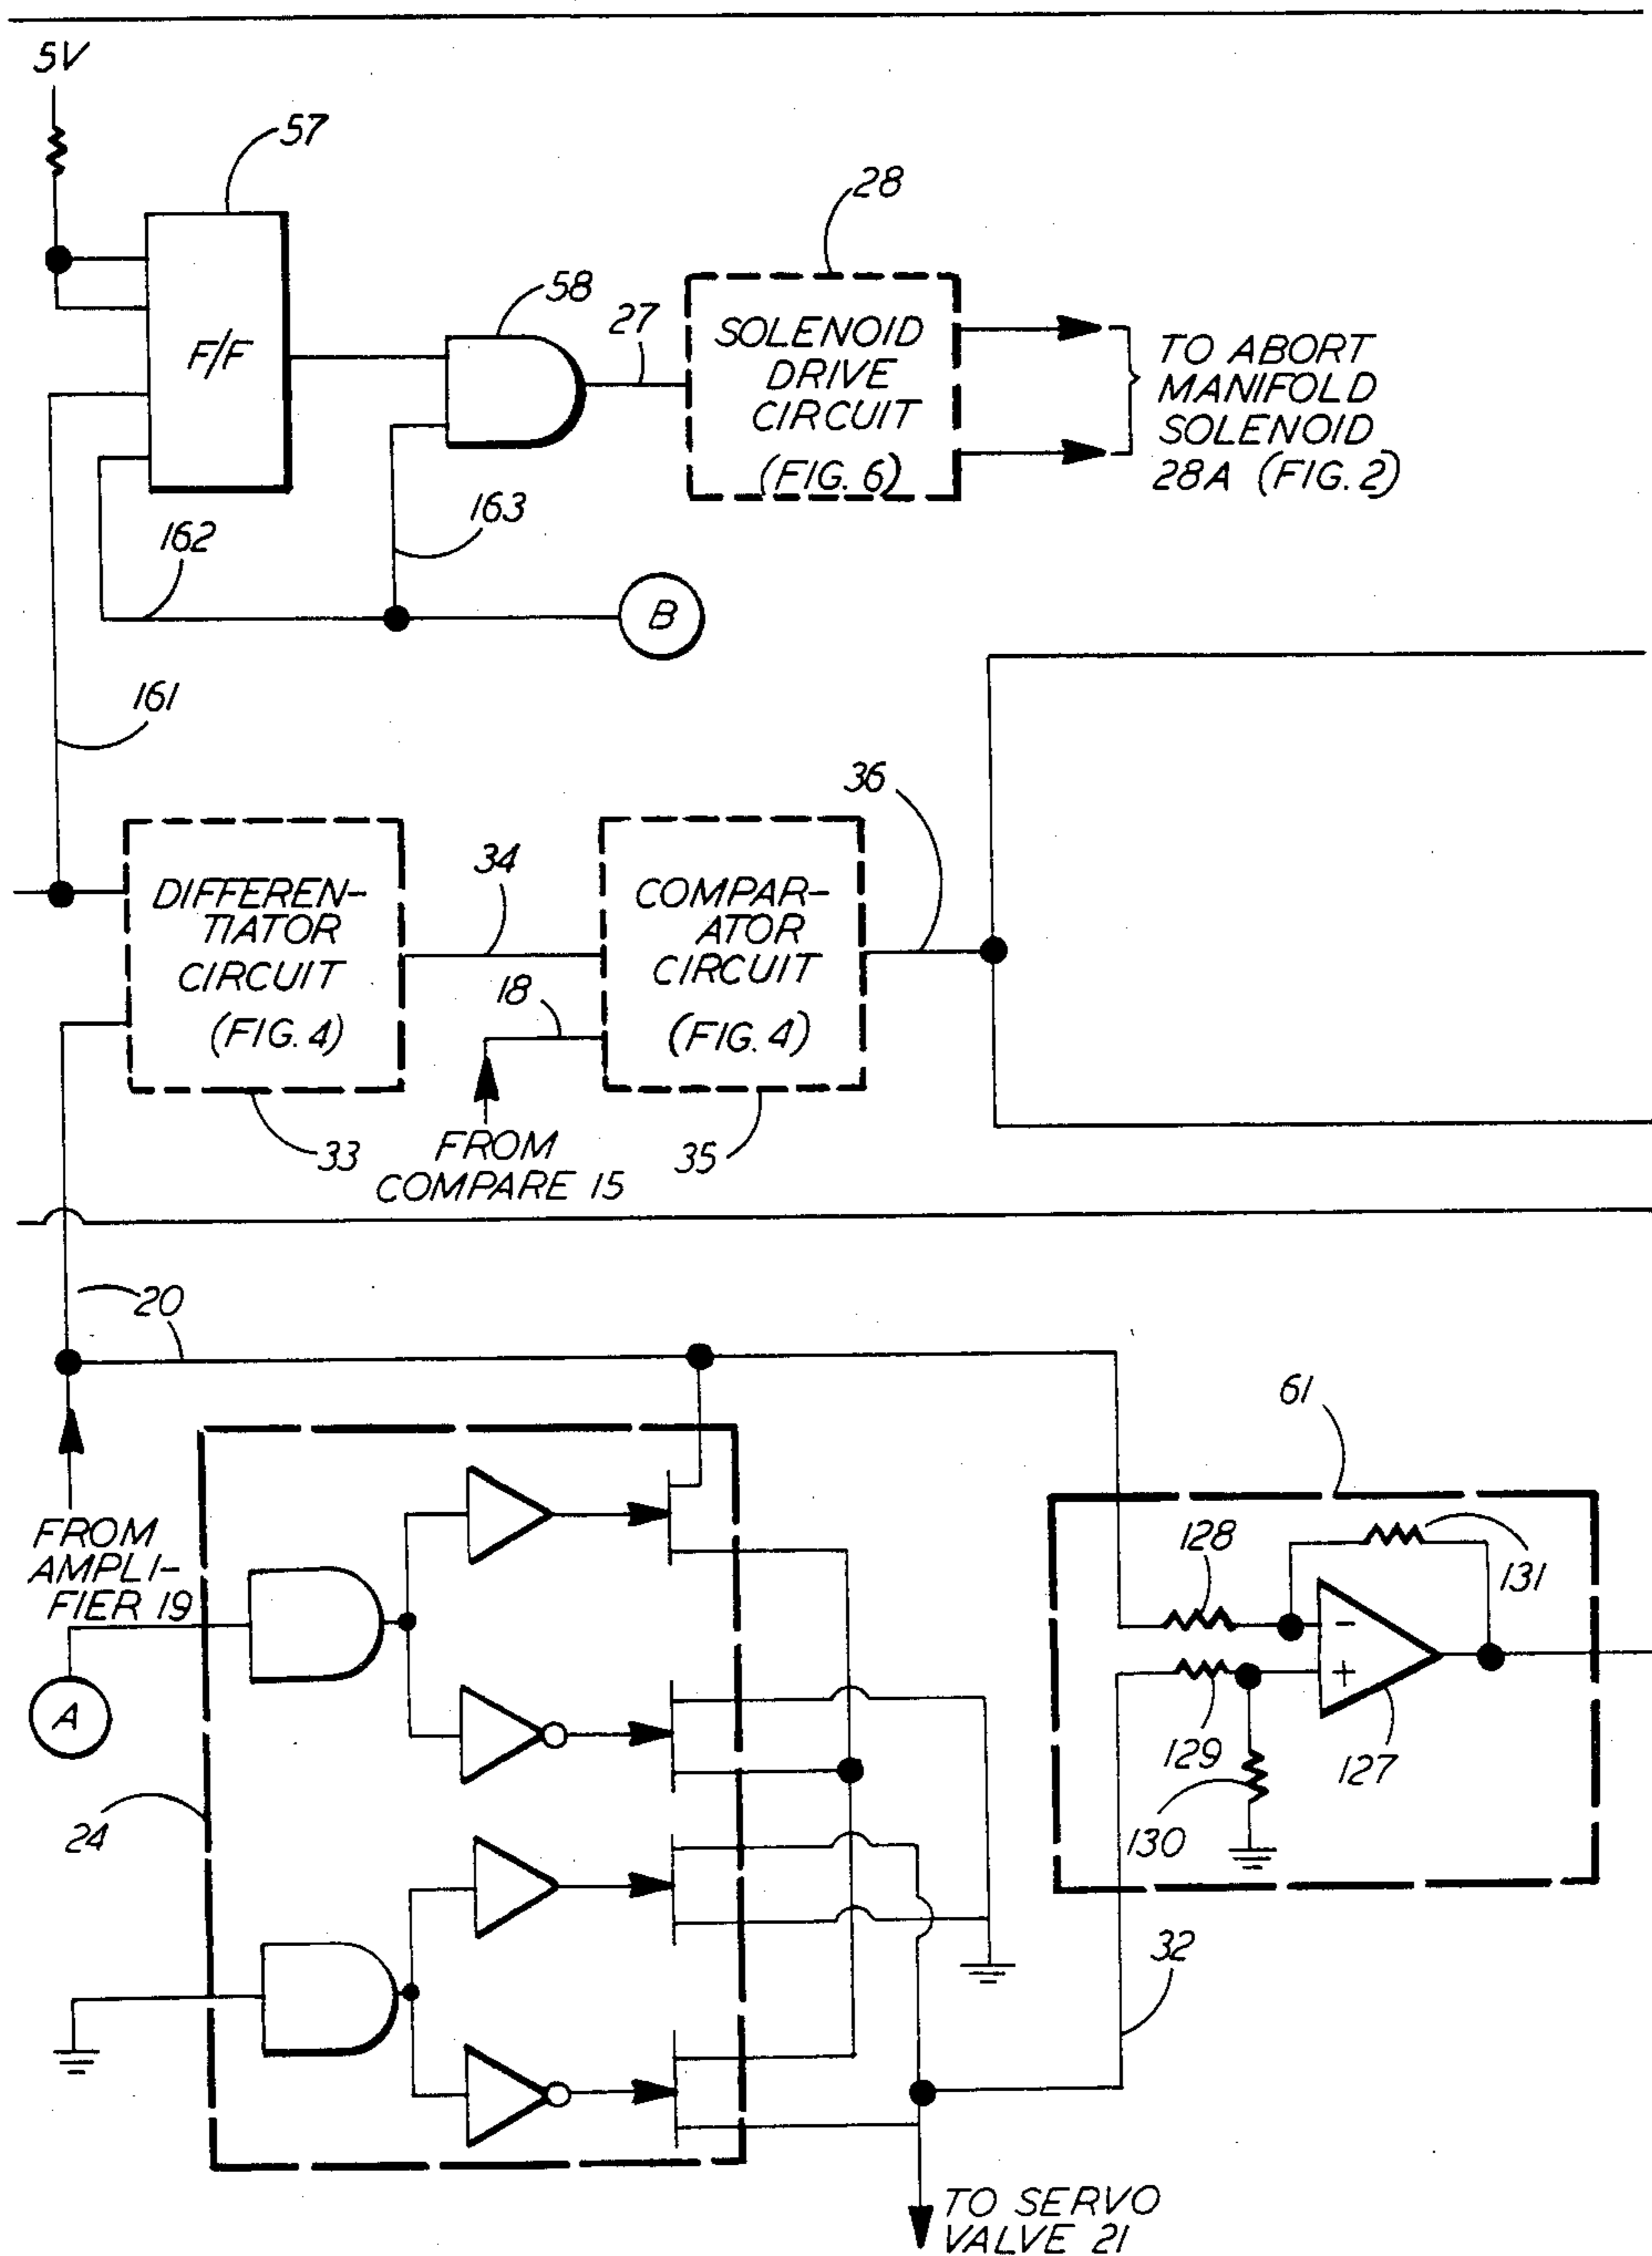 5V
57
28
58
27
F/F
SOLENOID
DRIVE
CIRCUIT
(FIG. 6)
TO ABORT
MANIFOLD
SOLENOID
28A (FIG. 2)
163
162
B
161
36
34
DIFFEREN-
TIATOR
CIRCUIT
(FIG. 4)
18
COMPAR-
ATOR
CIRCUIT
(FIG. 4)
33
FROM
COMPARE 15
35
20
61
FROM
AMPLI-
FIER 19
128
131
-
+
A
129
127
24
130
32
TO SERVO
VALVE 21